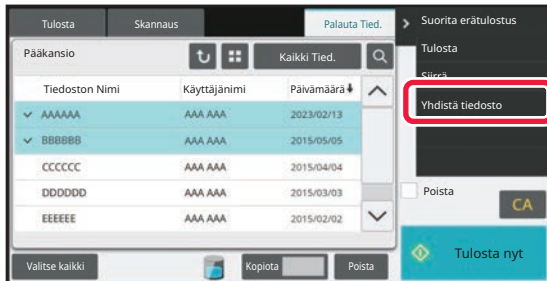 Tulosta
Skannaus
Palauta Tied.
Suorita erätulostus
Pääkansio
Kaikki Tied.
Tulosta
Siirrä
Tiedoston Nimi
Käyttäjänimi
Päivämäärä
Yhdistä tiedosto
AAAAAA AAA AAA 2023/02/13
BBBBBB AAA AAA 2015/05/05
CCCCCC AAA AAA 2015/04/04
DDDDDD AAA AAA 2015/03/03
EEEEEE AAA AAA 2015/02/02
Poista
CA
Tulosta nyt
Valitse kaikki
Kopiota
Poista